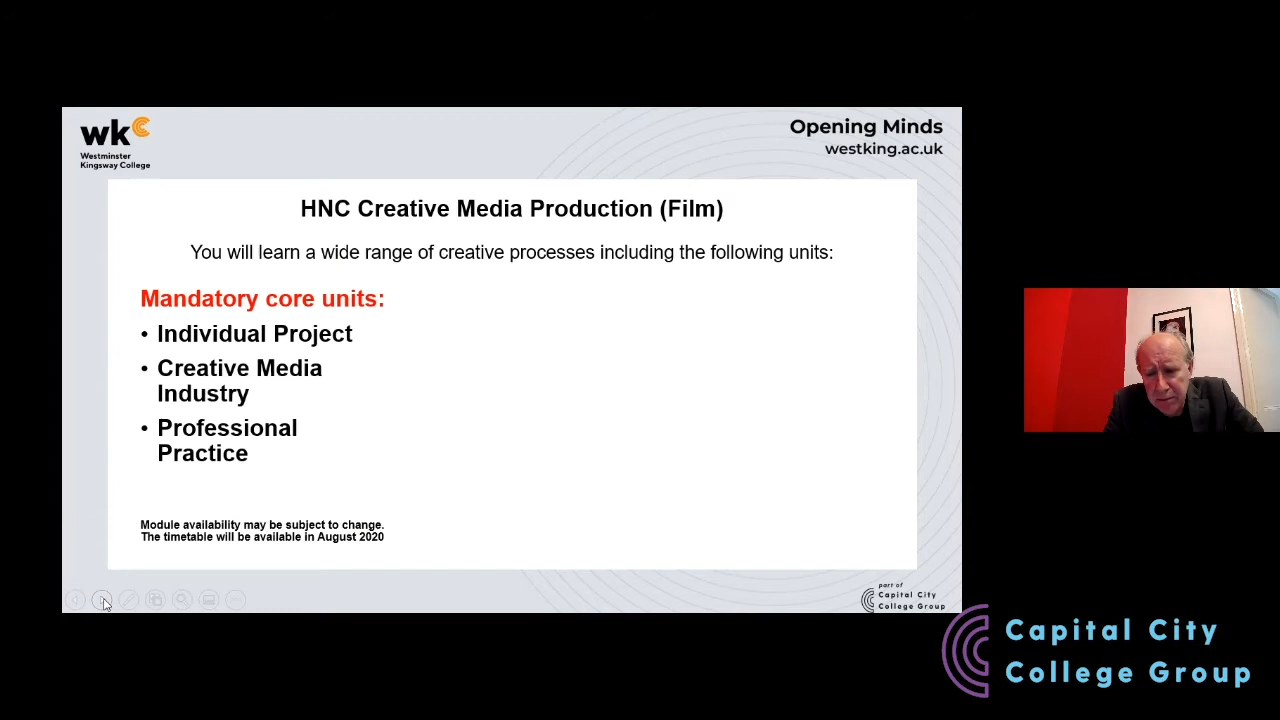 wk
Westminster
Kingsway College
Opening Minds
westking.ac.uk
HNC Creative Media Production (Film)
You will learn a wide range of creative processes including the following units:
Mandatory core units:
• Individual Project
• Creative Media
Industry
• Professional
Practice
Module availability may be subject to change.
The timetable will be available in August 2020
part of
Capital City
College Group
Capital City
College Group